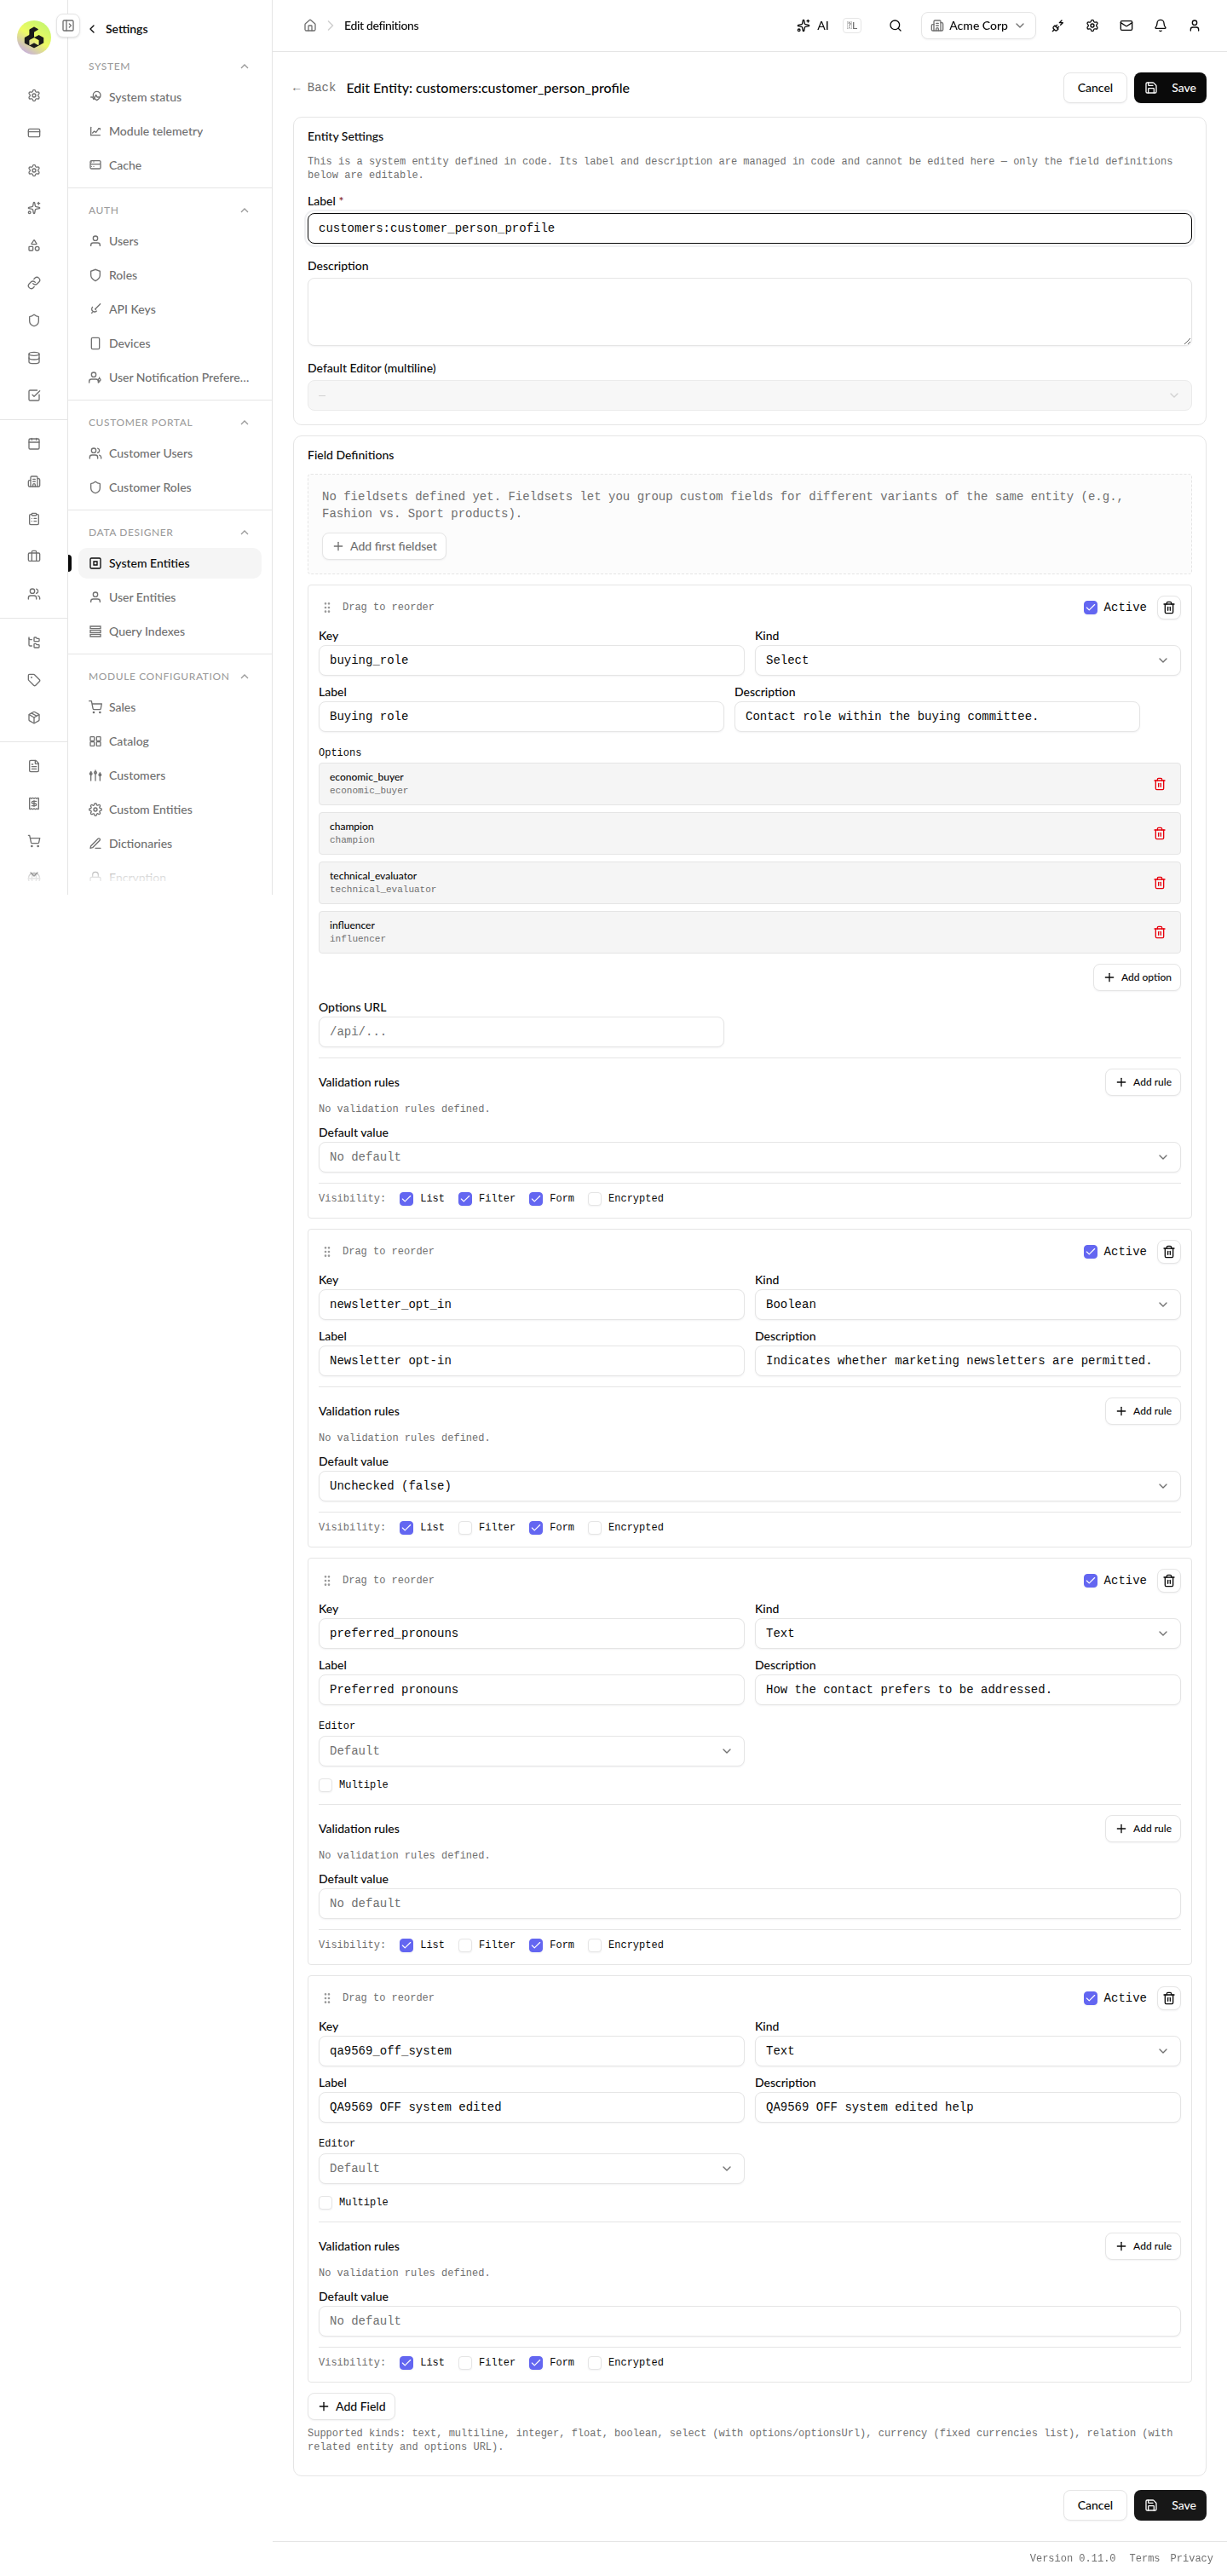 Settings
SYSTEM
System status
Module telemetry
Cache
AUTH
Users
Roles
API Keys
Devices
User Notification Prefere...
CUSTOMER PORTAL
Customer Users
Customer Roles
DATA DESIGNER
System Entities
User Entities
Query Indexes
MODULE CONFIGURATION
Sales
Catalog
Customers
Custom Entities
Dictionaries
Encryption
Edit definitions
AI
L
Acme Corp
← Back Edit Entity: customers:customer_person_profile
Cancel
Save
Entity Settings
This is a system entity defined in code. Its label and description are managed in code and cannot be edited here — only the field definitions
below are editable.
Label *
customers:customer_person_profile
Description
Default Editor (multiline)
—
Field Definitions
No fieldsets defined yet. Fieldsets let you group custom fields for different variants of the same entity (e.g.,
Fashion vs. Sport products).
Add first fieldset
Drag to reorder Active
Key Kind
buying_role Select
Label Description
Buying role Contact role within the buying committee.
Options
economic_buyer
economic_buyer
champion
champion
technical_evaluator
technical_evaluator
influencer
influencer
Add option
Options URL
/api/...
Validation rules Add rule
No validation rules defined.
Default value
No default
Visibility: List Filter Form Encrypted
Drag to reorder Active
Key Kind
newsletter_opt_in Boolean
Label Description
Newsletter opt-in Indicates whether marketing newsletters are permitted.
Validation rules Add rule
No validation rules defined.
Default value
Unchecked (false)
Visibility: List Filter Form Encrypted
Drag to reorder Active
Key Kind
preferred_pronouns Text
Label Description
Preferred pronouns How the contact prefers to be addressed.
Editor
Default
Multiple
Validation rules Add rule
No validation rules defined.
Default value
No default
Visibility: List Filter Form Encrypted
Drag to reorder Active
Key Kind
qa9569_off_system Text
Label Description
QA9569 OFF system edited QA9569 OFF system edited help
Editor
Default
Multiple
Validation rules Add rule
No validation rules defined.
Default value
No default
Visibility: List Filter Form Encrypted
Add Field
Supported kinds: text, multiline, integer, float, boolean, select (with options/optionsUrl), currency (fixed currencies list), relation (with
related entity and options URL).
Cancel
Save
Version 0.11.0 Terms Privacy